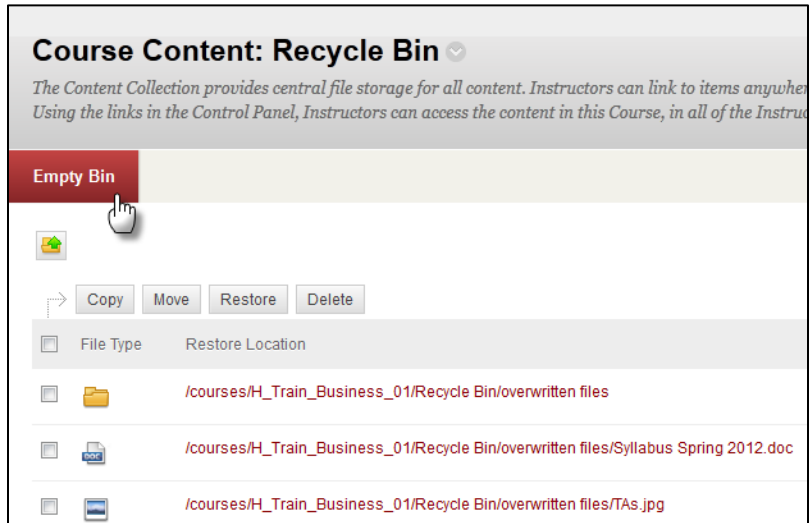 Course Content: Recycle Bin
The Content Collection provides central file storage for all content. Instructors can link to items anywher
Using the links in the Control Panel, Instructors can access the content in this Course, in all of the Instruc
Empty Bin
Copy Move Restore Delete
File Type Restore Location
/courses/H_Train_Business_01/Recycle Bin/overwritten files
DOC /courses/H_Train_Business_01/Recycle Bin/overwritten files/Syllabus Spring 2012.doc
/courses/H_Train_Business_01/Recycle Bin/overwritten files/TAs.jpg